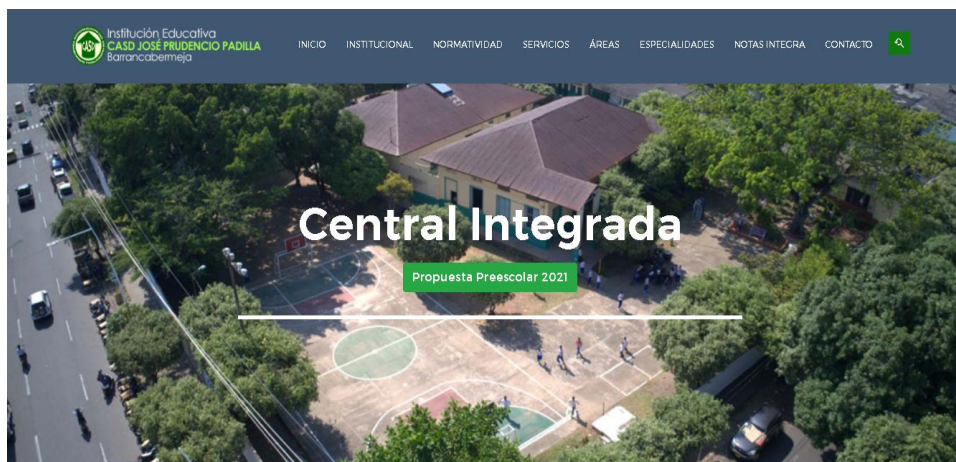 Institución Educativa
CASD JOSÉ PRUDENCIO PADILLA
Barrancabermeja
CASD
INICIO INSTITUCIONAL NORMATIVIDAD SERVICIOS ÁREAS ESPECIALIDADES NOTAS INTEGRA CONTACTO
Central Integrada
Propuesta Preescolar 2021